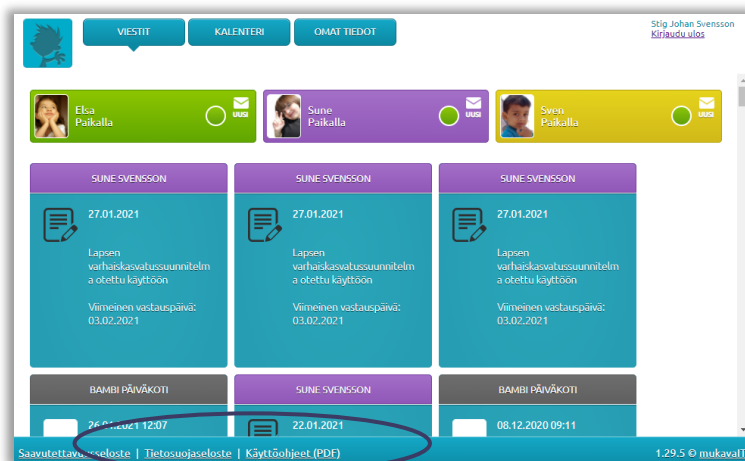 VIESTIT
KALENTERI
OMAT TIEDOT
Stig Johan Svensson
Kirjaudu ulos
Elsa
Paikalla
UUSI
Sune
Paikalla
UUSI
Sven
Paikalla
UUSI
SUNE SVENSSON
27.01.2021
Lapsen
varhaiskasvatussuunnitelm
a otettu käyttöön
Viimeinen vastauspäivä:
03.02.2021
SUNE SVENSSON
27.01.2021
Lapsen
varhaiskasvatussuunnitelm
a otettu käyttöön
Viimeinen vastauspäivä:
03.02.2021
SUNE SVENSSON
27.01.2021
Lapsen
varhaiskasvatussuunnitelm
a otettu käyttöön
Viimeinen vastauspäivä:
03.02.2021
BAMBI PÄIVÄKOTI
12:07
SUNE SVENSSON
22.01.2021
BAMBI PÄIVÄKOTI
08.12.2020 09:11
Saavutettavuusseloste | Tietosuojaseloste | Käyttöohjeet (PDF)
1.29.5 © mukavaIT